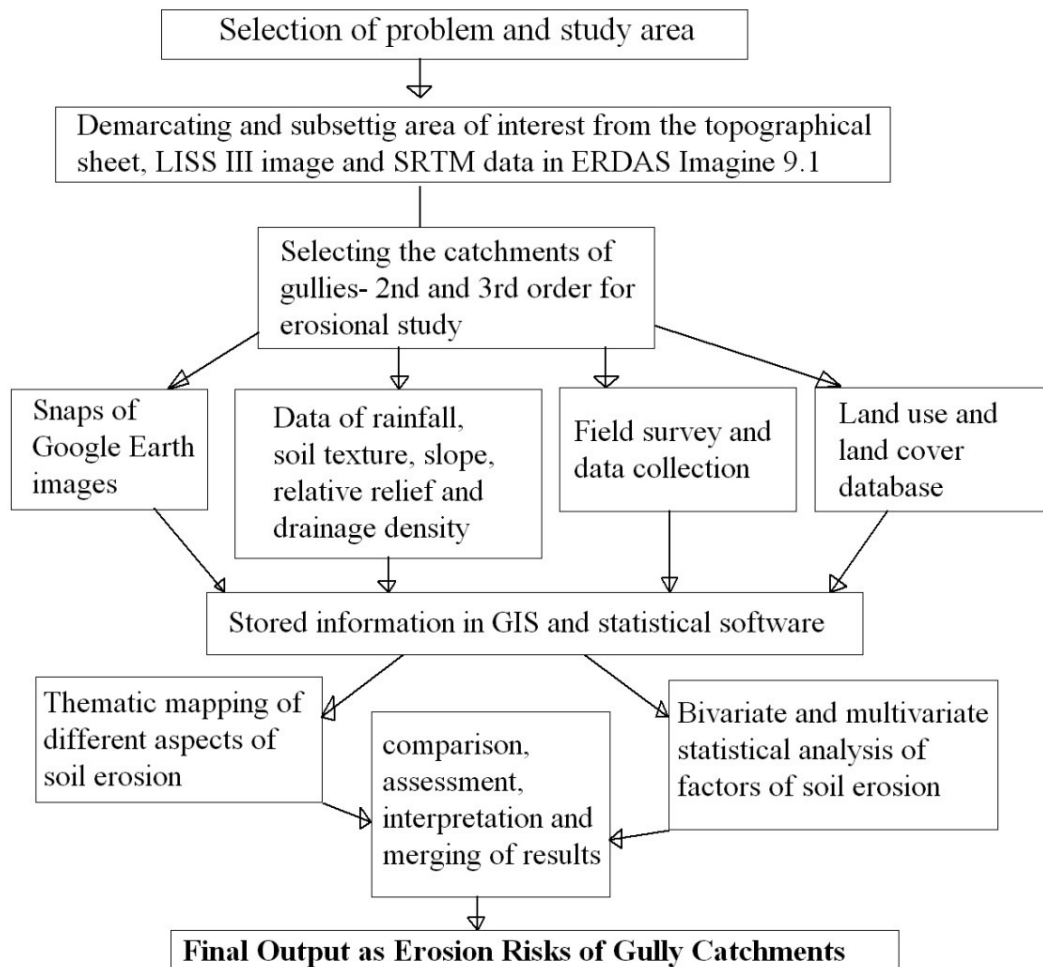 Selection of problem and study area
Demarcating and subsettig area of interest from the topographical
sheet, LISS III image and SRTM data in ERDAS Imagine 9.1
Selecting the catchments of
gullies- 2nd and 3rd order for
erosional study
Snaps of
Google Earth
images
Data of rainfall,
soil texture, slope,
relative relief and
drainage density
Field survey and
data collection
Land use and
land cover
database
Stored information in GIS and statistical software
Thematic mapping of
different aspects of
soil erosion
comparison,
assessment,
interpretation and
merging of results
Bivariate and multivariate
statistical analysis of
factors of soil erosion
Final Output as Erosion Risks of Gully Catchments